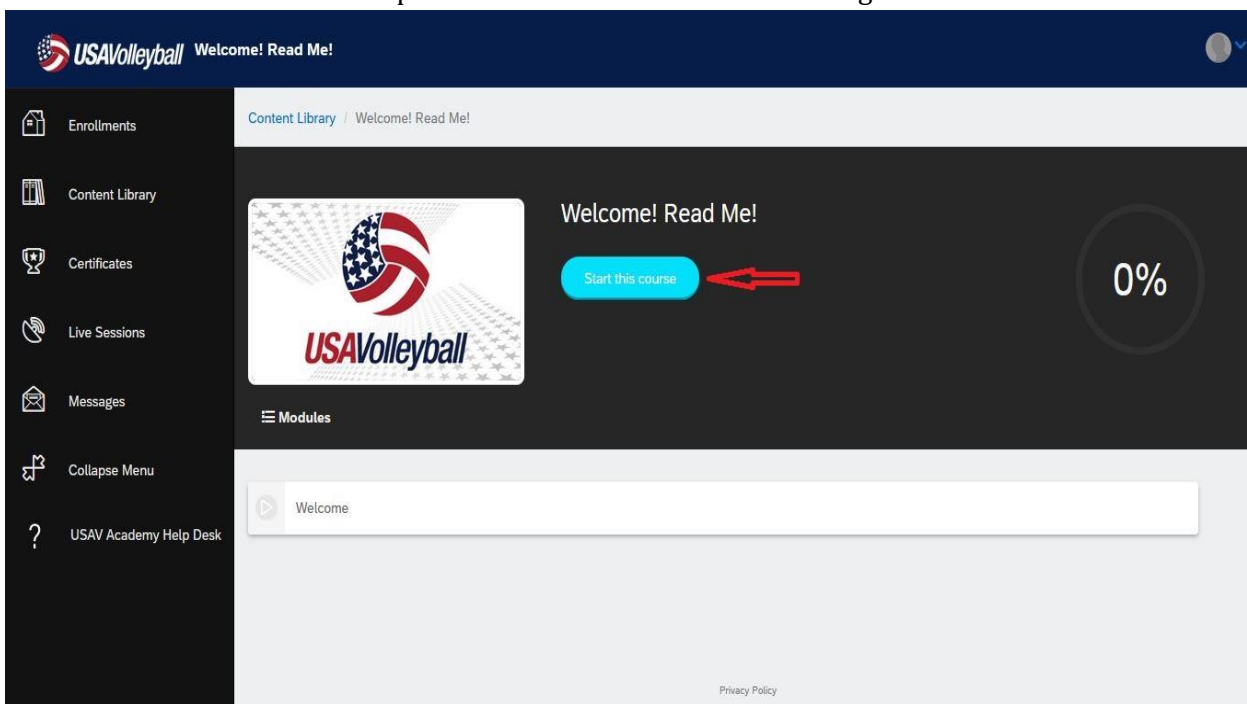 USAVolleyball Welcome! Read Me!
Enrollments
Content Library
Certificates
Live Sessions
Messages
Collapse Menu
? USAV Academy Help Desk
Content Library / Welcome! Read Me!
USAVolleyball
Welcome! Read Me!
Start this course
0%
Modules
Welcome
Privacy Policy